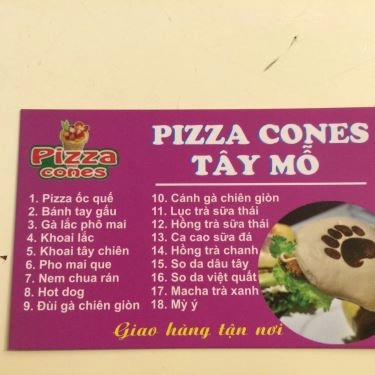 Pizza
cones
PIZZA CONES
TÂY MỖ
1. Pizza ốc quế
2. Bánh tay gấu
3. Gà lắc phô mai
4. Khoai lắc
5. Khoai tây chiên
6. Pho mai que
7. Nem chua rán
8. Hot dog
9. Đùi gà chiên giòn
10. Cánh gà chiên giòn
11. Lục trà sữa thái
12. Hồng trà sữa thái
13. Ca cao sữa đá
14. Hồng trà chanh
15. So da dâu tây
16. So da việt quất
17. Macha trà xanh
18. Mỳ ý
Giao hàng tận nơi